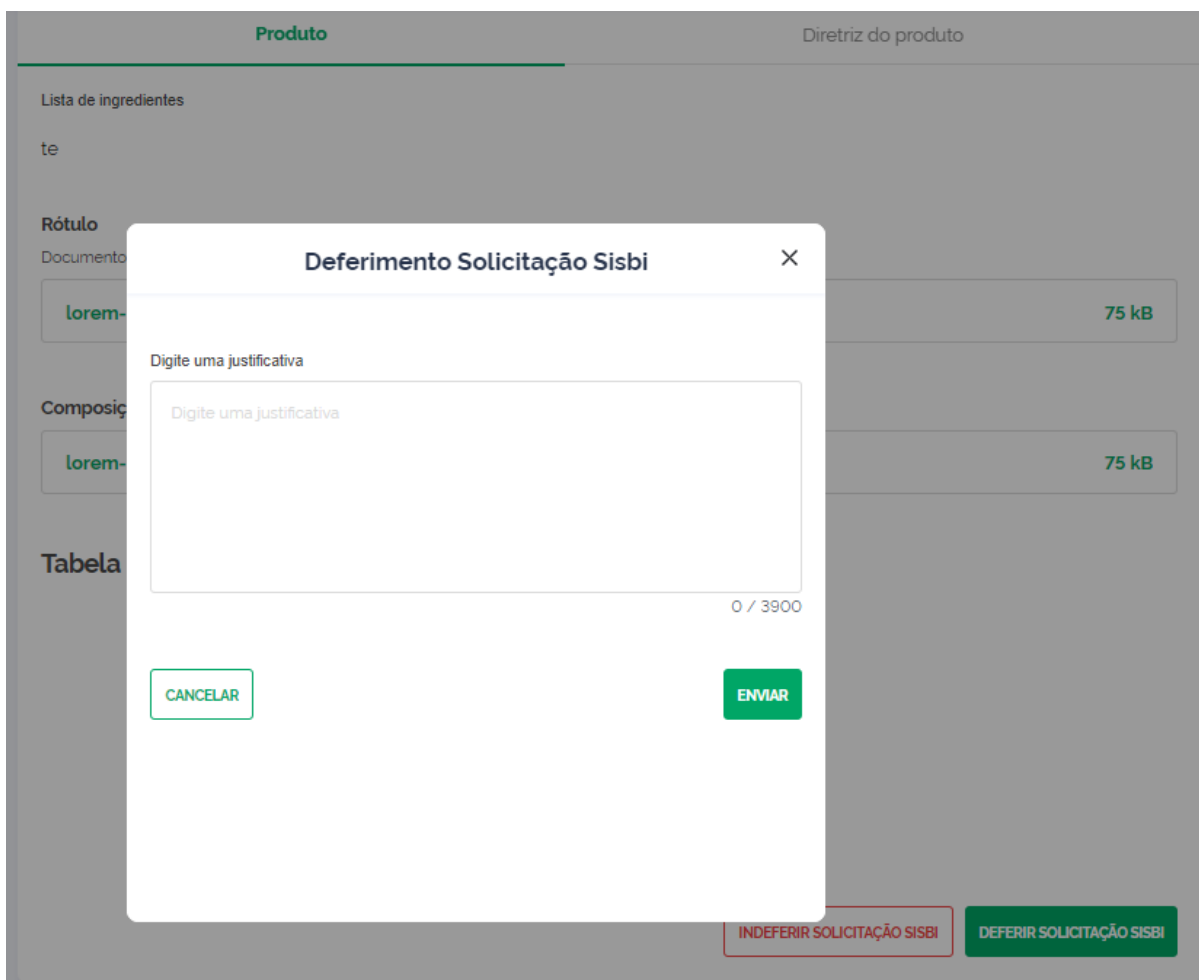 Produto
Diretriz do produto
Lista de ingredientes
te
Rótulo
Documento
Deferimento Solicitação Sisbi
lorem-
75 kB
Digite uma justificativa
Digite uma justificativa
Composiç
lorem-
75 kB
Tabela
0 / 3900
CANCELAR
ENVIAR
INDEFERIR SOLICITAÇÃO SISBI
DEFERIR SOLICITAÇÃO SISBI